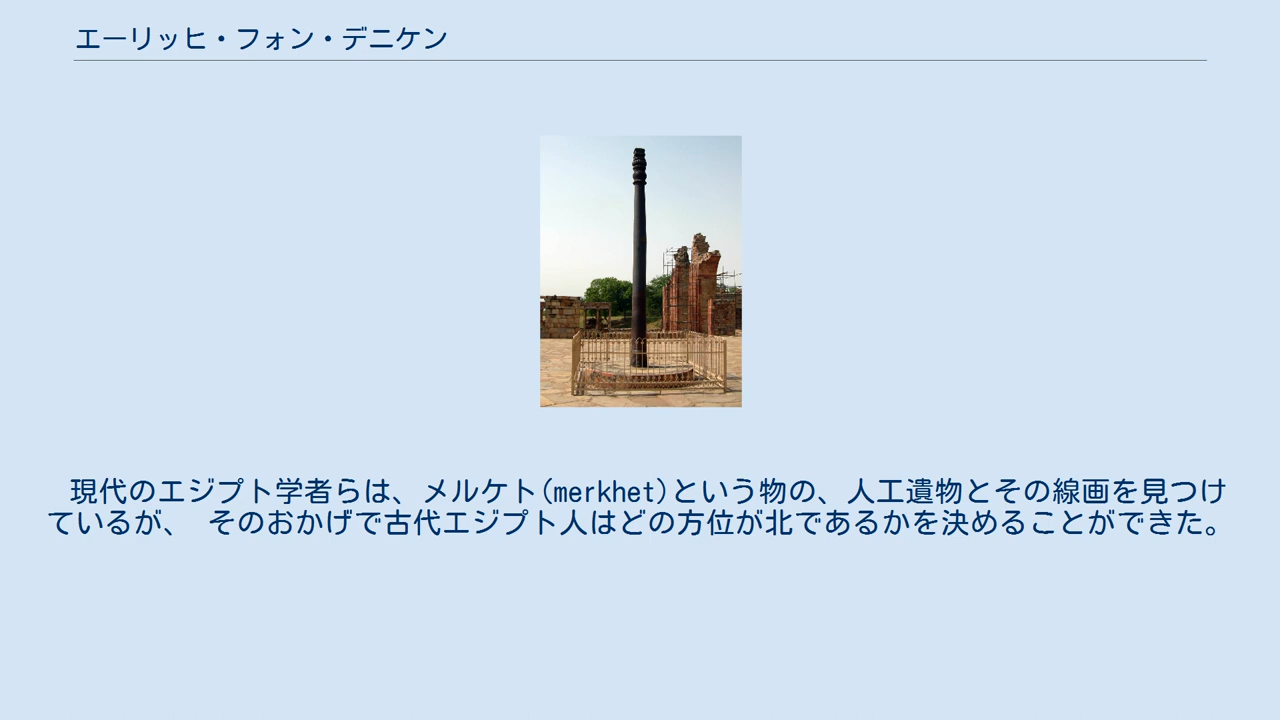 エーリッヒ・フォン・デニケン
現代のエジプト学者らは、メルケト(merkhet)という物の、人工遺物とその線画を見つけ
ているが、 そのおかげで古代エジプト人はどの方位が北であるかを決めることができた。